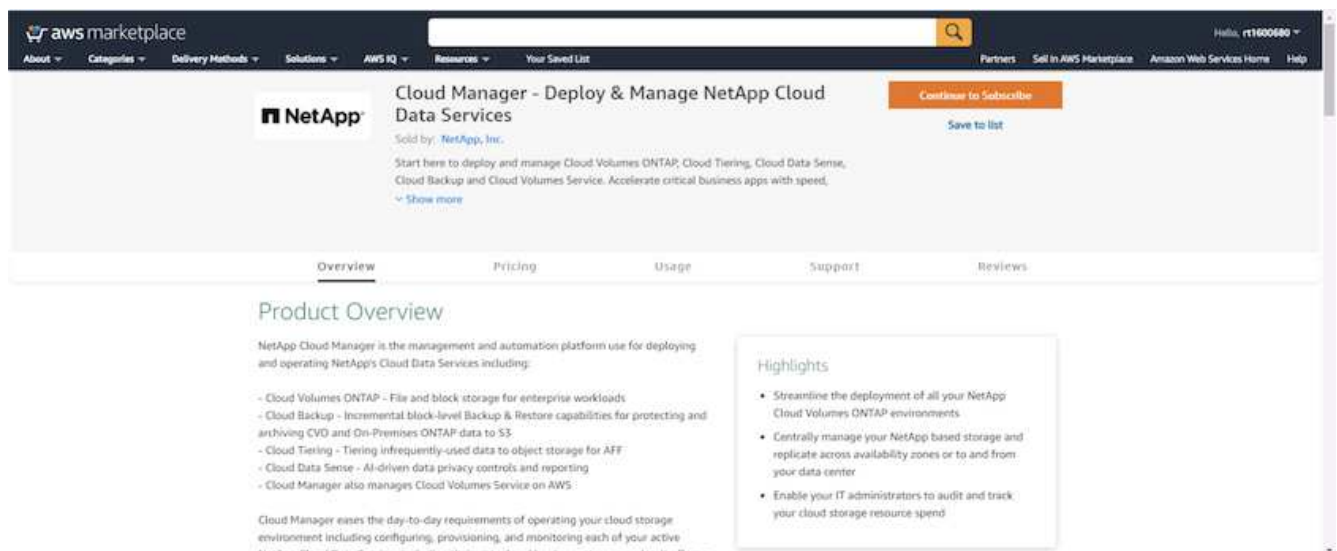 aws marketplace
Hello, rt1600680
About
Categories
Delivery Methods
Solutions
AWS IQ
Resources
Your Saved List
Partners
Sell in AWS Marketplace
Amazon Web Services Home
Help
NetApp
Cloud Manager - Deploy & Manage NetApp Cloud
Data Services
Sold by: NetApp, Inc.
Start here to deploy and manage Cloud Volumes ONTAP, Cloud Tiering, Cloud Data Sense,
Cloud Backup and Cloud Volumes Service. Accelerate critical business apps with speed,
Show more
Continue to Subscribe
Save to list
Overview
Pricing
Usage
Support
Reviews
Product Overview
NetApp Cloud Manager is the management and automation platform use for deploying
and operating NetApp's Cloud Data Services including:
- Cloud Volumes ONTAP - File and block storage for enterprise workloads
- Cloud Backup - Incremental block-level Backup & Restore capabilities for protecting and
archiving CVO and On-Premises ONTAP data to S3
- Cloud Tiering - Tiering infrequently-used data to object storage for AFF
- Cloud Data Sense - AI-driven data privacy controls and reporting
- Cloud Manager also manages Cloud Volumes Service on AWS
Cloud Manager eases the day-to-day requirements of operating your cloud storage
environment including configuring, provisioning, and monitoring each of your active
Highlights
• Streamline the deployment of all your NetApp
Cloud Volumes ONTAP environments
• Centrally manage your NetApp based storage and
replicate across availability zones or to and from
your data center
• Enable your IT administrators to audit and track
your cloud storage resource spend